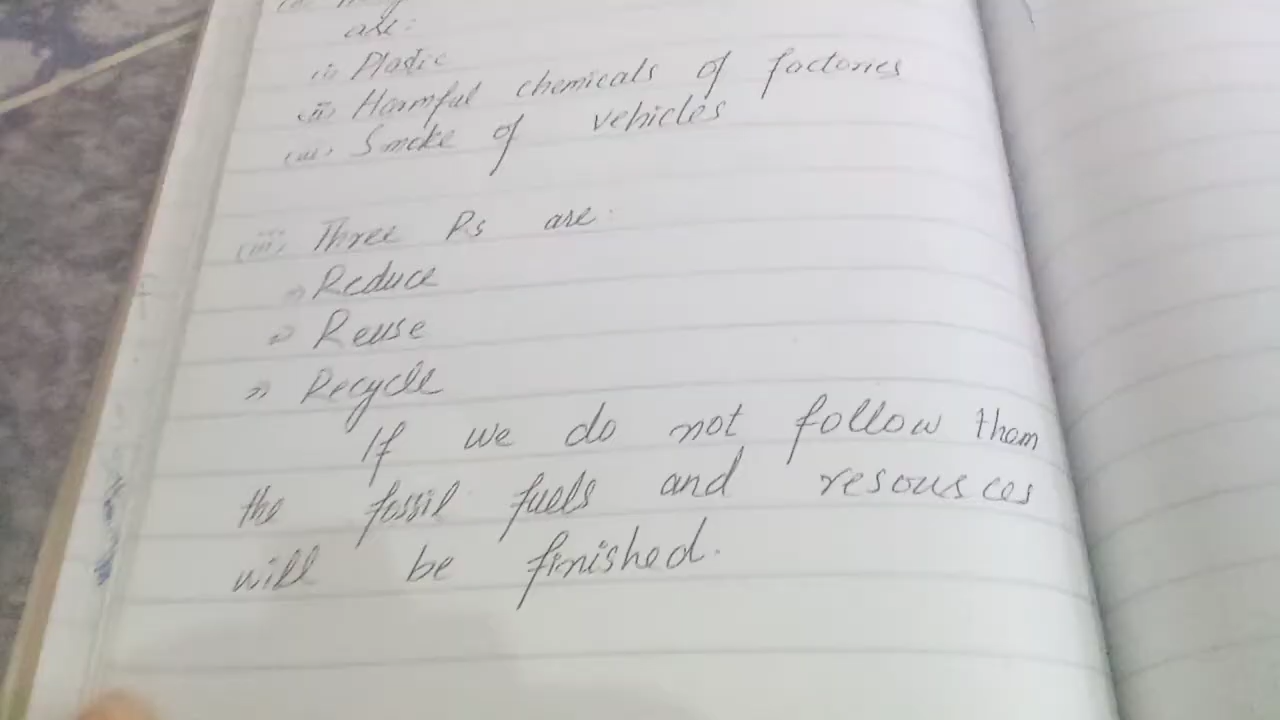 are:
(i) Plastic
(ii) Harmful chemicals of factories
(iii) Smoke of vehicles
(iii) Three Rs are:
⇒ Reduce
⇒ Reuse
⇒ Recycle
If we do not follow them
the fossil fuels and resources
will be finished.